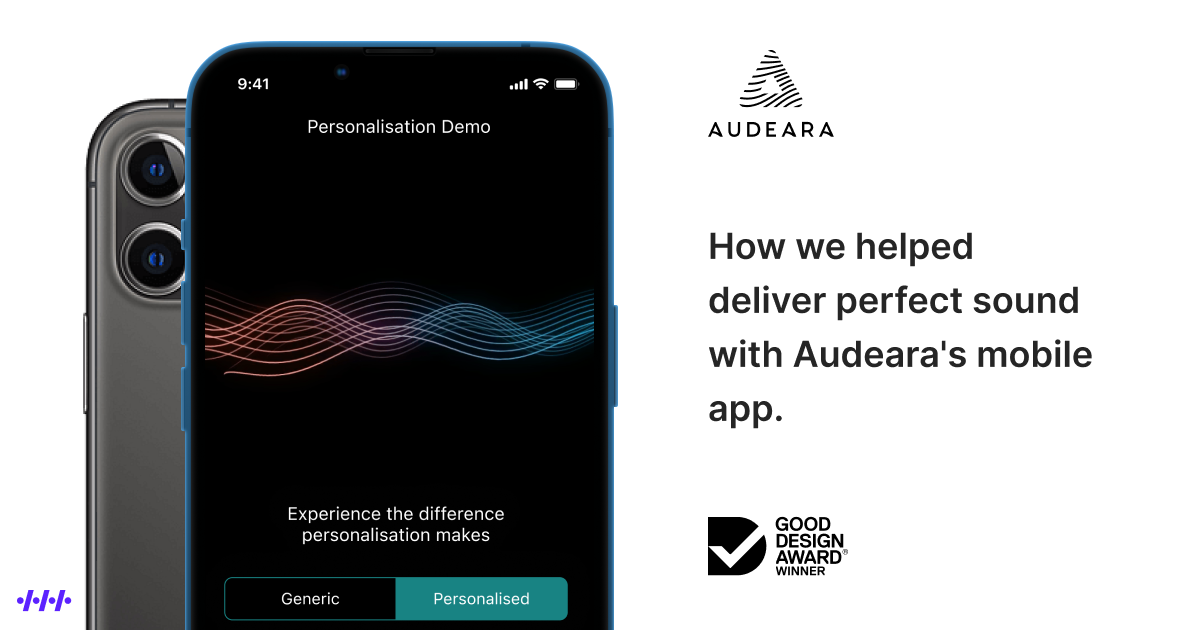 9:41
Personalisation Demo
Experience the difference
personalisation makes
Generic
Personalised
AUDEARA
How we helped
deliver perfect sound
with Audeara's mobile
app.
GOOD
DESIGN
AWARD®
WINNER